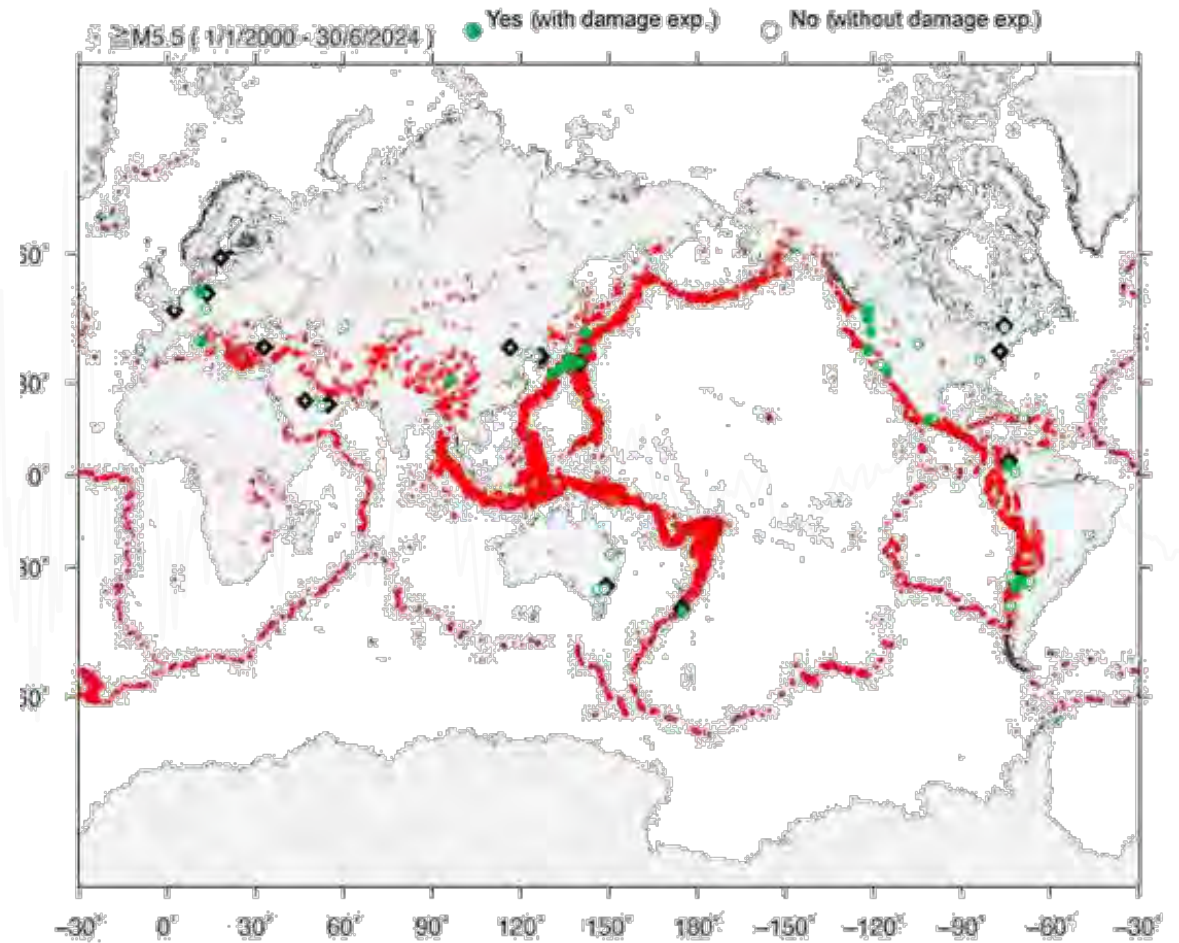 Yes (with damage exp.) No (without damage exp.)
≧M5.5 ( 1/1/2000 - 30/6/2024 )
30°
0°
30°
-30° 0° 30° 60° 90° 120° 150° 180° -150° -120° -90° -60° -30°